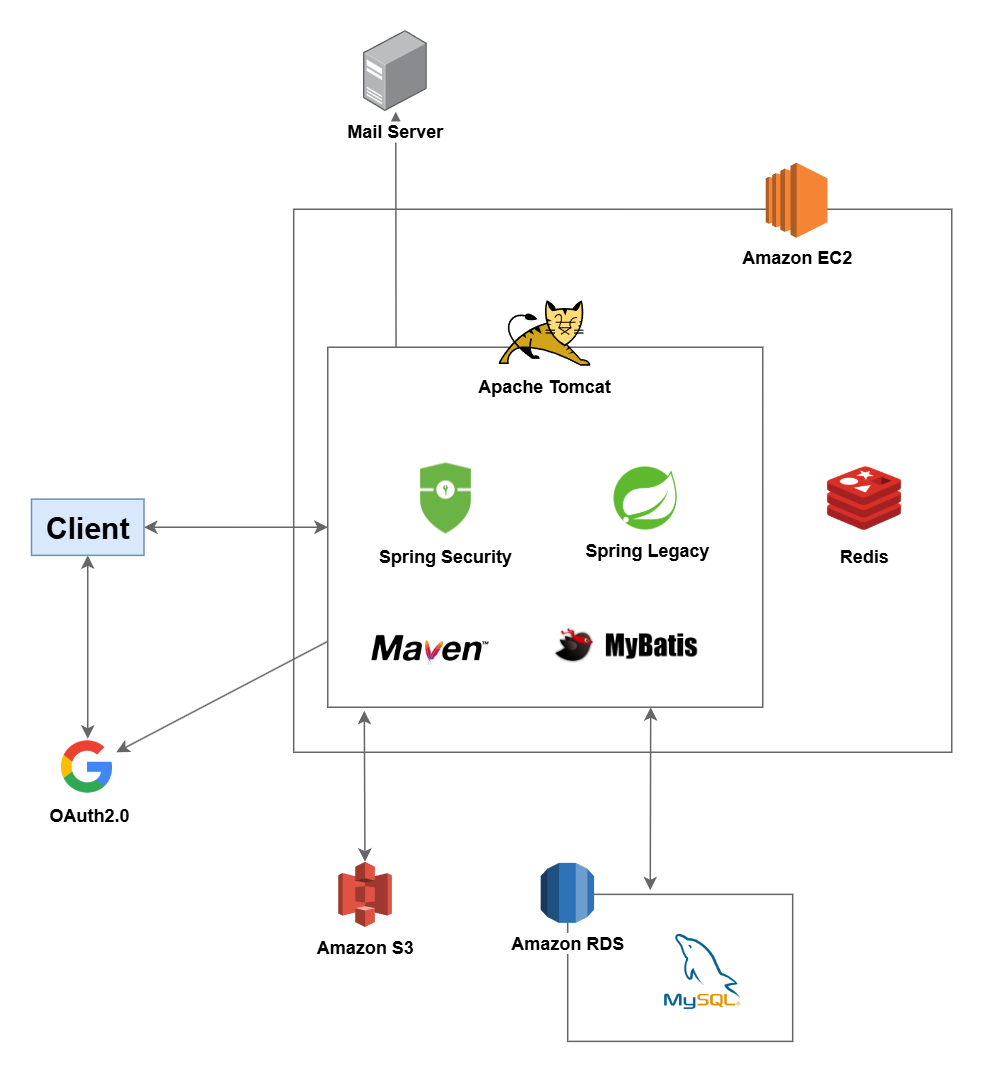 Mail Server
Amazon EC2
Apache Tomcat
Spring Security
Spring Legacy
Redis
Client
Maven™
MyBatis
OAuth2.0
Amazon S3
Amazon RDS
MySQL